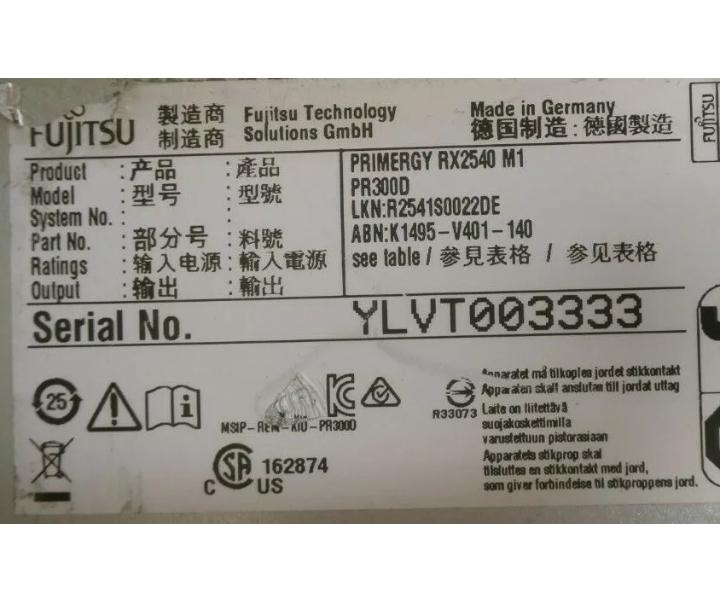 FUJITSU
製造商
制造商
Fujitsu Technology
Solutions GmbH
Made in Germany
德国制造:德國製造
FUJITSU
Product : 产品 : 產品
Model : 型号 : 型號
System No. : :
Part No. : 部分号 : 料號
Ratings : 输入电源 : 輸入電源
Output : 输出 : 輸出
PRIMERGY RX2540 M1
PR300D
LKN:R2541S0022DE
ABN:K1495-V401-140
see table / 參見表格 / 参见表格
Serial No.
YLVT003333
25
MSIP-REM-KIU-PR300D
R33073
C SA US
162874
Apparatet må tilkoples jordet stikkontakt
Apparaten skall anslutas till jordat uttag
Laite on liitettävä
suojakoskettimilla
varustettuun pistorasiaan
Apparatets stikprop skal
tilsluttes en stikkontakt med jord,
som giver forbindelse til stikproppens jord.